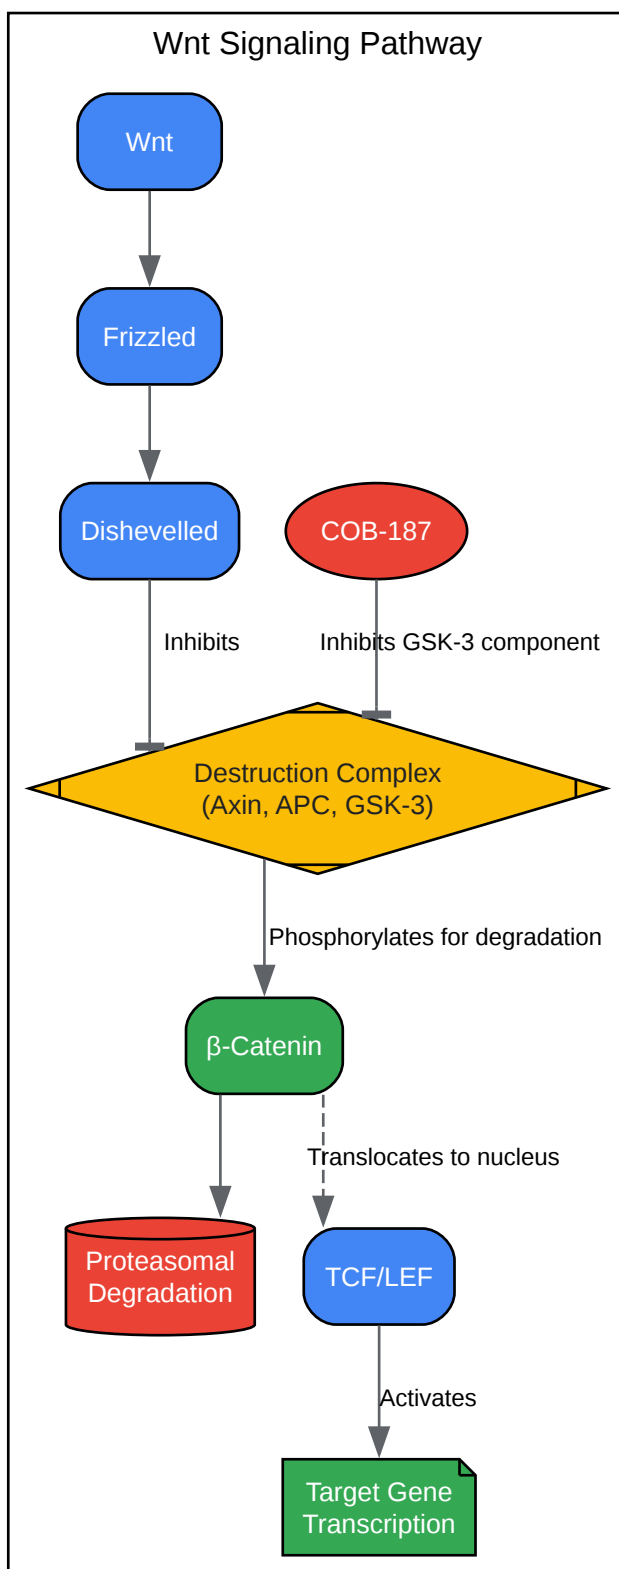 Wnt Signaling Pathway
Wnt
Frizzled
Dishevelled
COB-187
Inhibits
Inhibits GSK-3 component
Destruction Complex
(Axin, APC, GSK-3)
Phosphorylates for degradation
β-Catenin
Translocates to nucleus
Proteasomal
Degradation
TCF/LEF
Activates
Target Gene
Transcription